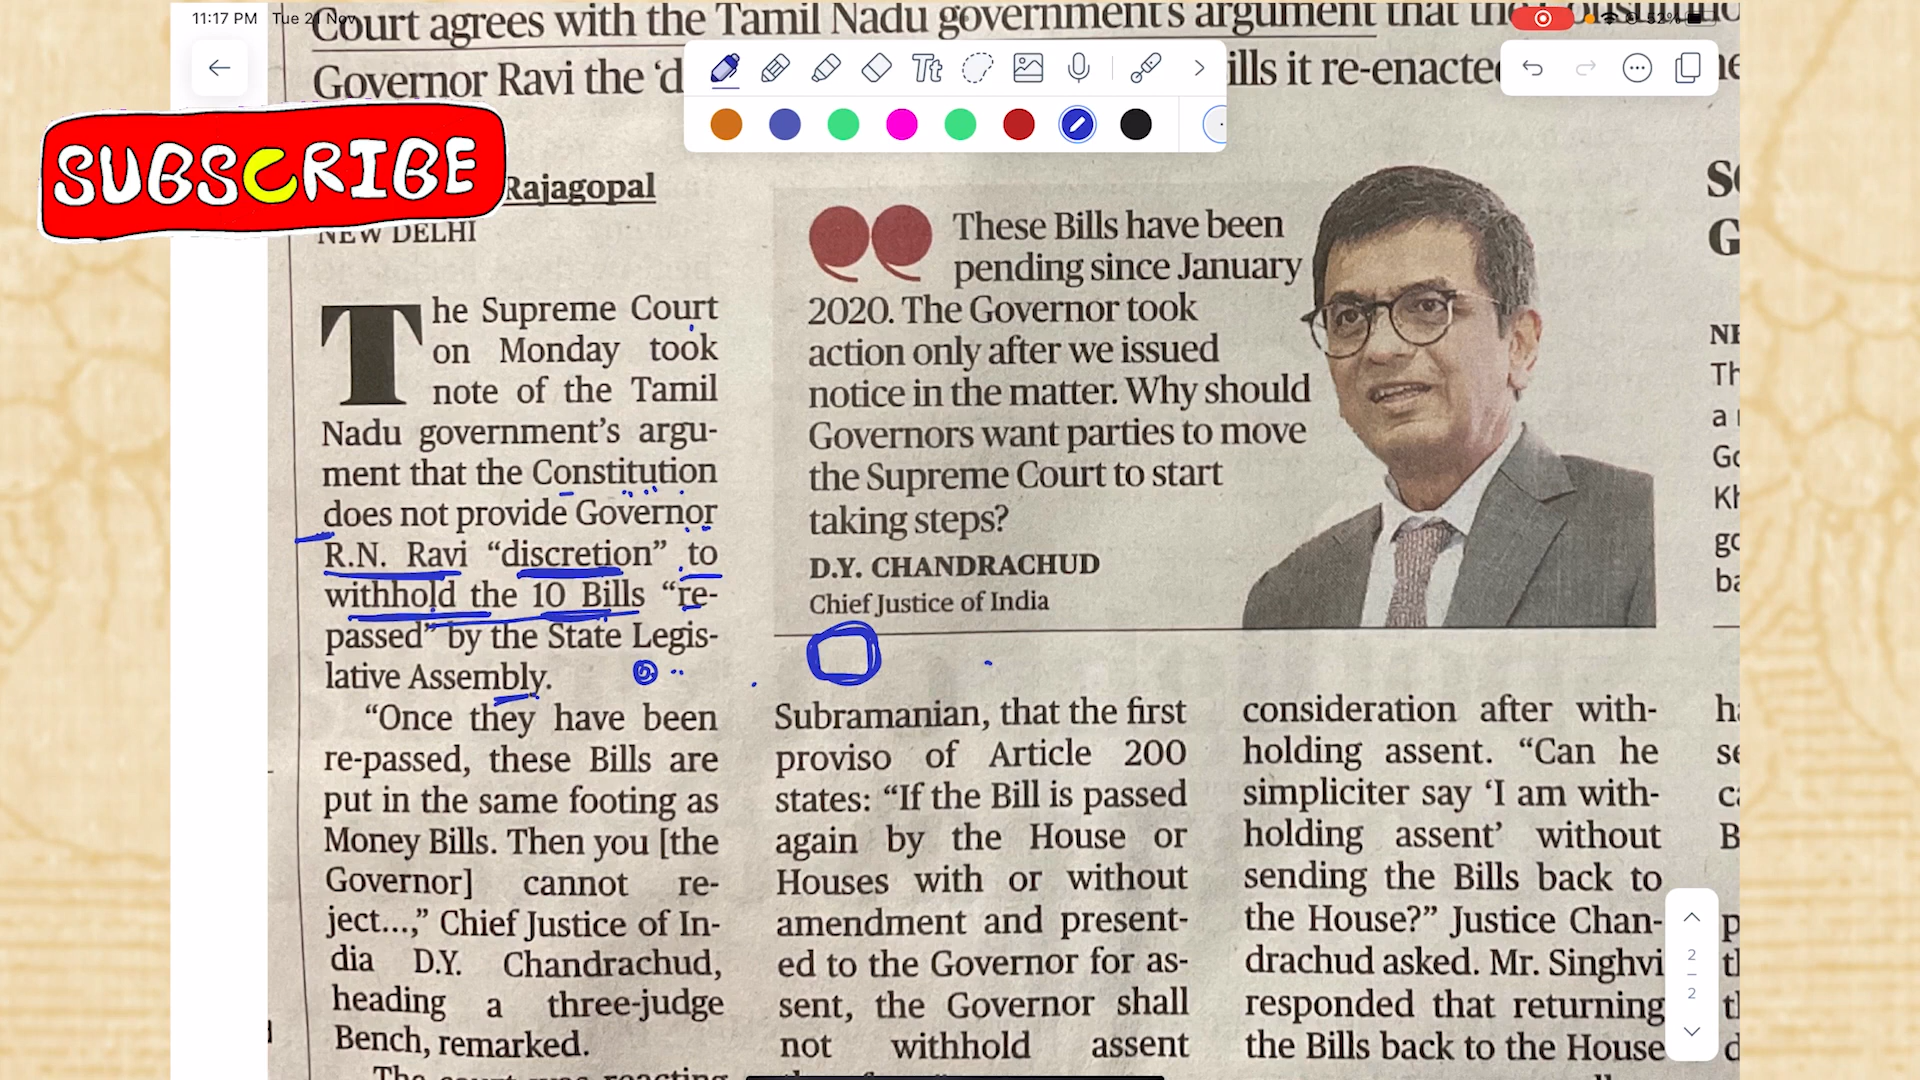 11:17 PM Tue 21 Nov
52%
Court agrees with the Tamil Nadu government's argument that the
Governor Ravi the 'd
ills it re-enacted
Tt
SUBSCRIBE
Rajagopal
NEW DELHI
The Supreme Court
on Monday took
note of the Tamil
Nadu government's argu-
ment that the Constitution
does not provide Governor
R.N. Ravi “discretion” to
withhold the 10 Bills “re-
passed” by the State Legis-
lative Assembly.
“Once they have been
re-passed, these Bills are
put in the same footing as
Money Bills. Then you [the
Governor] cannot re-
ject...,” Chief Justice of In-
dia D.Y. Chandrachud,
heading a three-judge
Bench, remarked.
The court was reacting
These Bills have been
pending since January
2020. The Governor took
action only after we issued
notice in the matter. Why should
Governors want parties to move
the Supreme Court to start
taking steps?
D.Y. CHANDRACHUD
Chief Justice of India
Subramanian, that the first
proviso of Article 200
states: “If the Bill is passed
again by the House or
Houses with or without
amendment and present-
ed to the Governor for as-
sent, the Governor shall
not withhold assent
consideration after with-
holding assent. “Can he
simpliciter say ‘I am with-
holding assent’ without
sending the Bills back to
the House?” Justice Chan-
drachud asked. Mr. Singhvi
responded that returning
the Bills back to the House
2
2